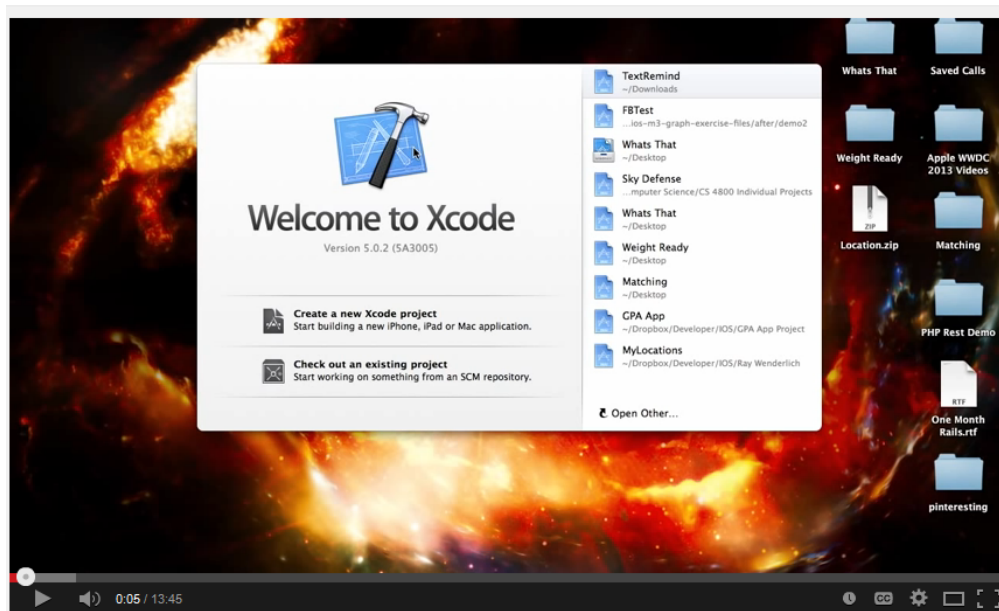 Welcome to Xcode
Version 5.0.2 (5A3005)
Create a new Xcode project
Start building a new iPhone, iPad or Mac application.
Check out an existing project
Start working on something from an SCM repository.
TextRemind
~/Downloads
FBTest
...ios-m3-graph-exercise-files/after/demo2
Whats That
~/Desktop
Sky Defense
...mputer Science/CS 4800 Individual Projects
Whats That
~/Desktop
Weight Ready
~/Desktop
Matching
~/Desktop
GPA App
~/Dropbox/Developer/IOS/GPA App Project
MyLocations
~/Dropbox/Developer/IOS/Ray Wenderlich
Open Other...
Whats That
Saved Calls
Weight Ready
Apple WWDC
2013 Videos
ZIP
Location.zip
Matching
PHP Rest Demo
RTF
One Month
Rails.rtf
pinteresting
0:05 / 13:45
CC